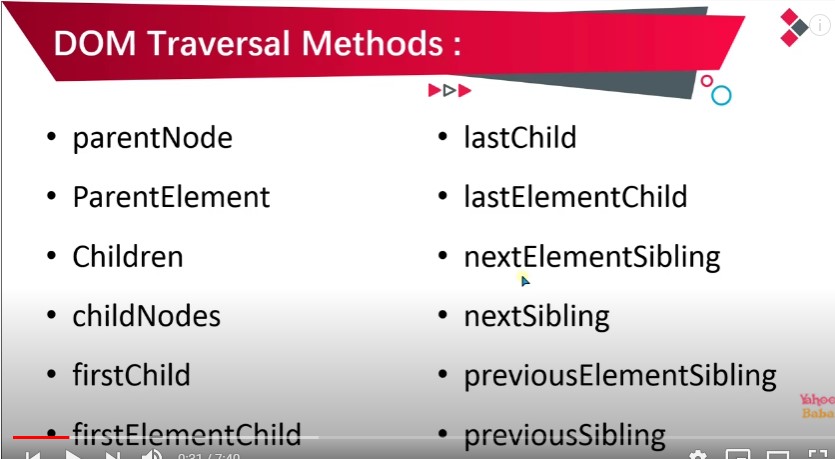 DOM Traversal Methods :
• parentNode
• ParentElement
• Children
• childNodes
• firstChild
• firstElementChild
• lastChild
• lastElementChild
• nextElementSibling
• nextSibling
• previousElementSibling
• previousSibling
Yahoo
Baba
0:31 / 7:40